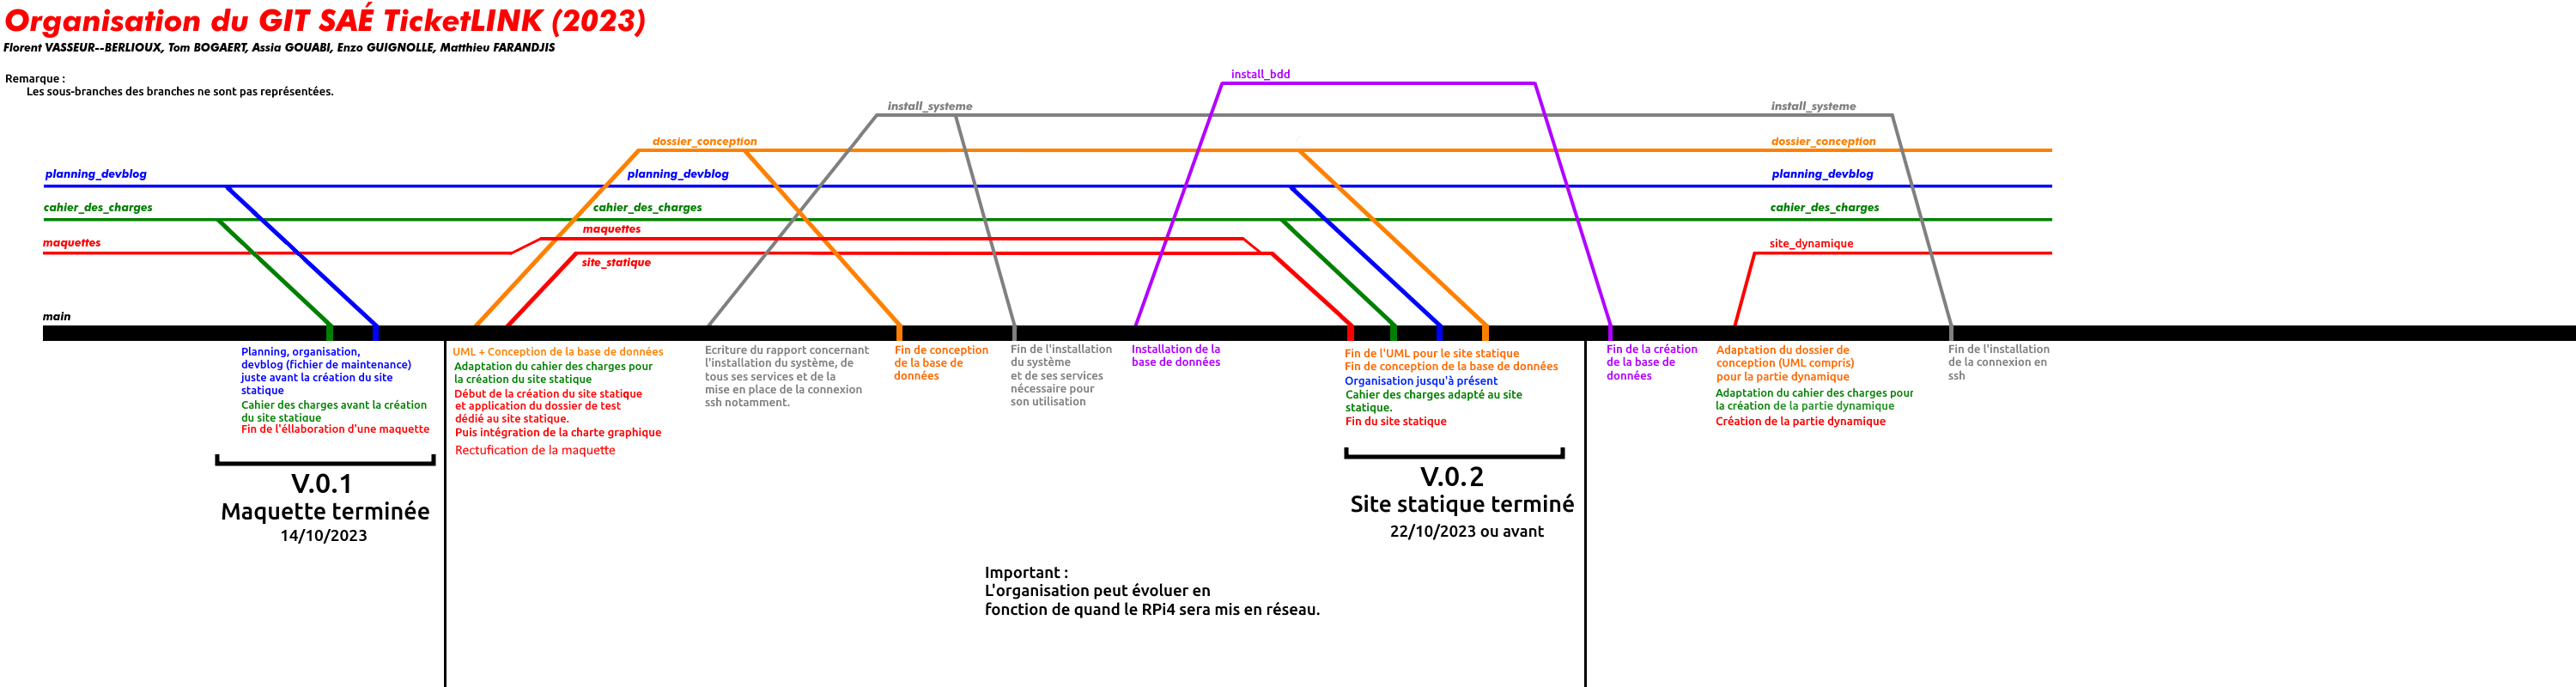 Organisation du GIT SAÉ TicketLINK (2023)
Florent VASSEUR--BERLIOUX, Tom BOGAERT, Assia GOUABI, Enzo GUIGNOLLE, Matthieu FARANDJIS
Remarque :
Les sous-branches des branches ne sont pas représentées.
install_bdd
install_systeme
install_systeme
dossier_conception
dossier_conception
planning_devblog
planning_devblog
planning_devblog
cahier_des_charges
cahier_des_charges
cahier_des_charges
maquettes
maquettes
site_statique
site_dynamique
main
Planning, organisation,
devblog (fichier de maintenance)
juste avant la création du site
statique
Cahier des charges avant la création
du site statique
Fin de l'éllaboration d'une maquette
V.0.1
Maquette terminée
14/10/2023
UML + Conception de la base de données
Adaptation du cahier des charges pour
la création du site statique
Début de la création du site statique
et application du dossier de test
dédié au site statique.
Puis intégration de la charte graphique
Rectufication de la maquette
Ecriture du rapport concernant
l'installation du système, de
tous ses services et de la
mise en place de la connexion
ssh notamment.
Fin de conception
de la base de
données
Fin de l'installation
du système
et de ses services
nécessaire pour
son utilisation
Installation de la
base de données
Fin de l'UML pour le site statique
Fin de conception de la base de données
Organisation jusqu'à présent
Cahier des charges adapté au site
statique.
Fin du site statique
V.0.2
Site statique terminé
22/10/2023 ou avant
Fin de la création
de la base de
données
Adaptation du dossier de
conception (UML compris)
pour la partie dynamique
Adaptation du cahier des charges pour
la création de la partie dynamique
Création de la partie dynamique
Fin de l'installation
de la connexion en
ssh
Important :
L'organisation peut évoluer en
fonction de quand le RPi4 sera mis en réseau.